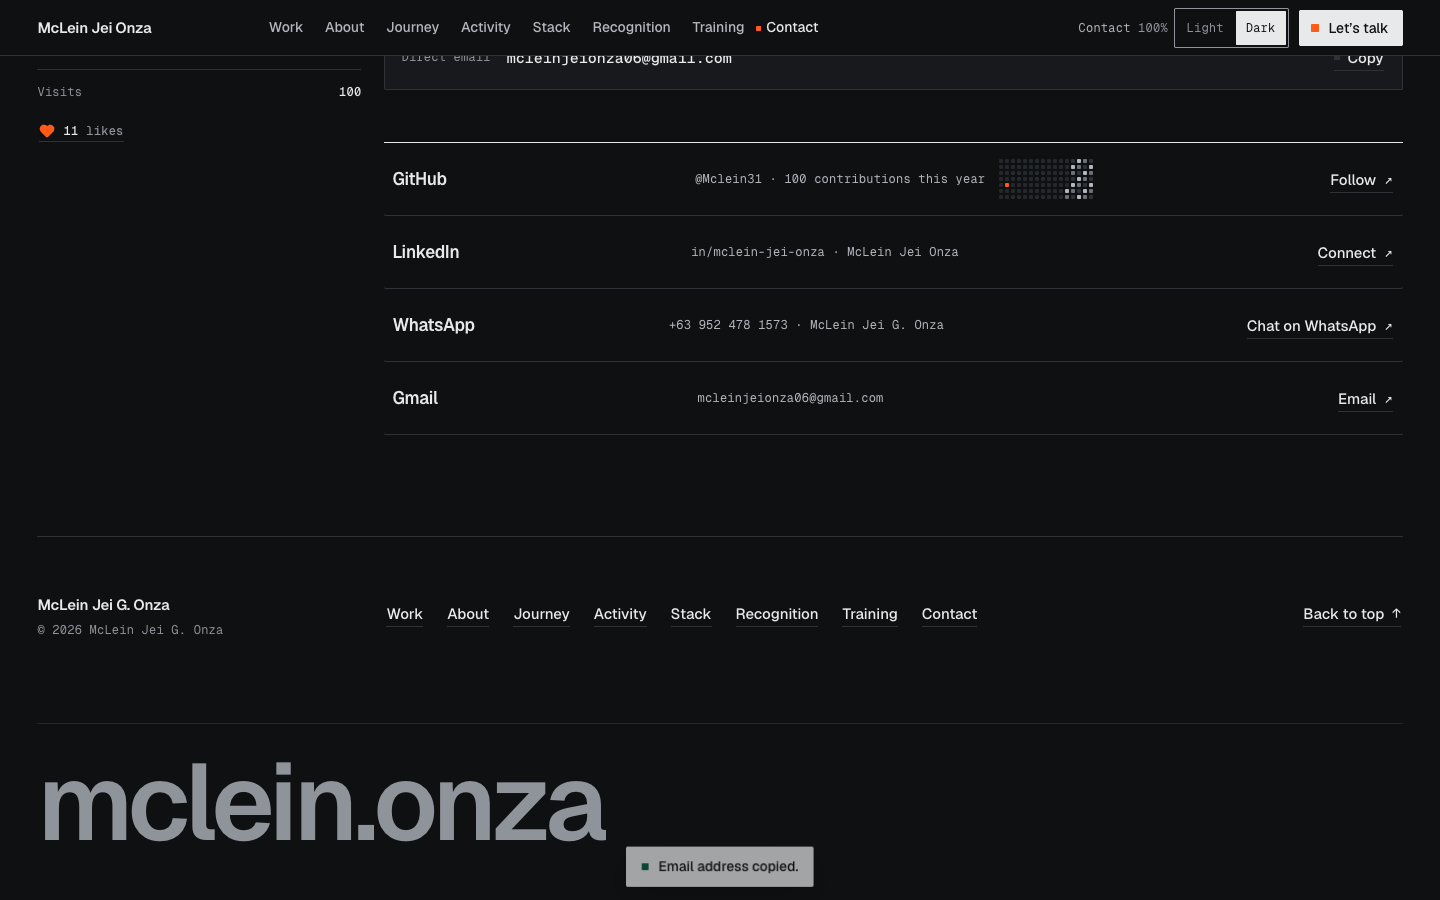 McLein Jei Onza
Work About Journey Activity Stack Recognition Training Contact
Contact 100% Light Dark Let's talk
Direct email mcleinjeionza06@gmail.com Copy
Visits 100
11 likes
GitHub @Mclein31 · 100 contributions this year Follow ↗
LinkedIn in/mclein-jei-onza · McLein Jei Onza Connect ↗
WhatsApp +63 952 478 1573 · McLein Jei G. Onza Chat on WhatsApp ↗
Gmail mcleinjeionza06@gmail.com Email ↗
McLein Jei G. Onza
© 2026 McLein Jei G. Onza
Work About Journey Activity Stack Recognition Training Contact
Back to top ↑
mclein.onza
Email address copied.